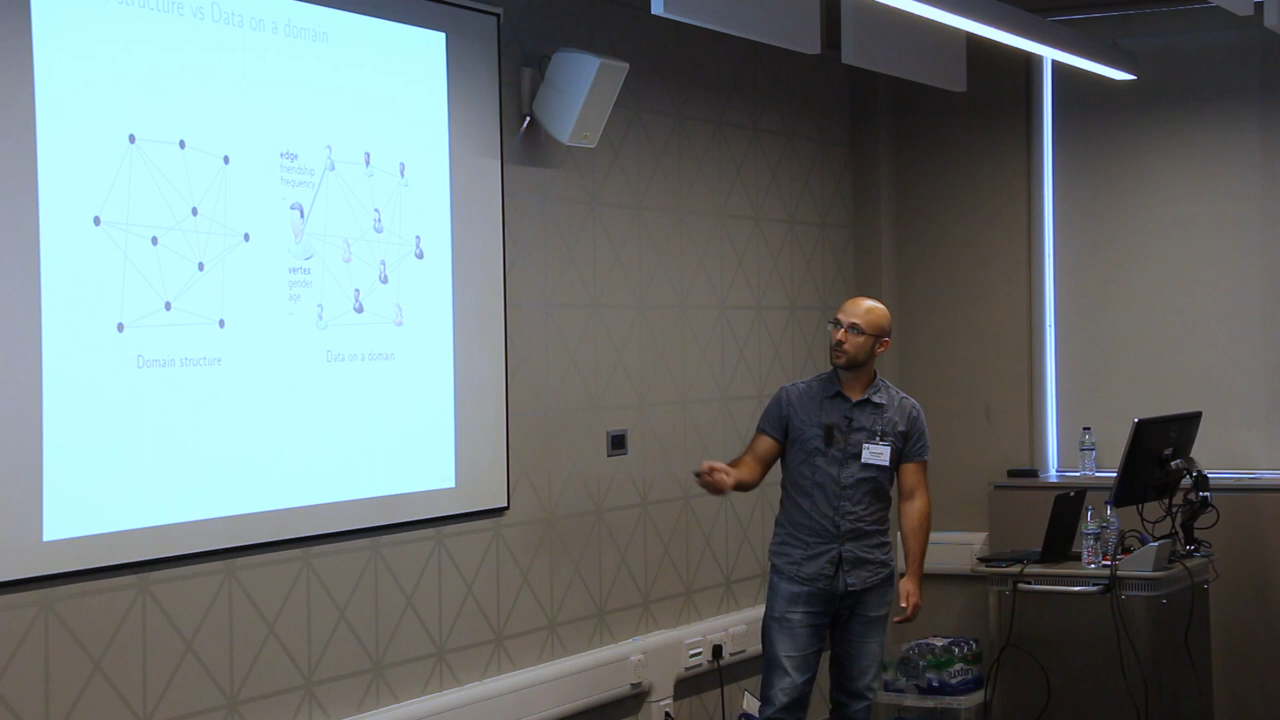 structure vs Data on a domain
edge
friendship
frequency
...
vertex
gender
age
...
Domain structure
Data on a domain